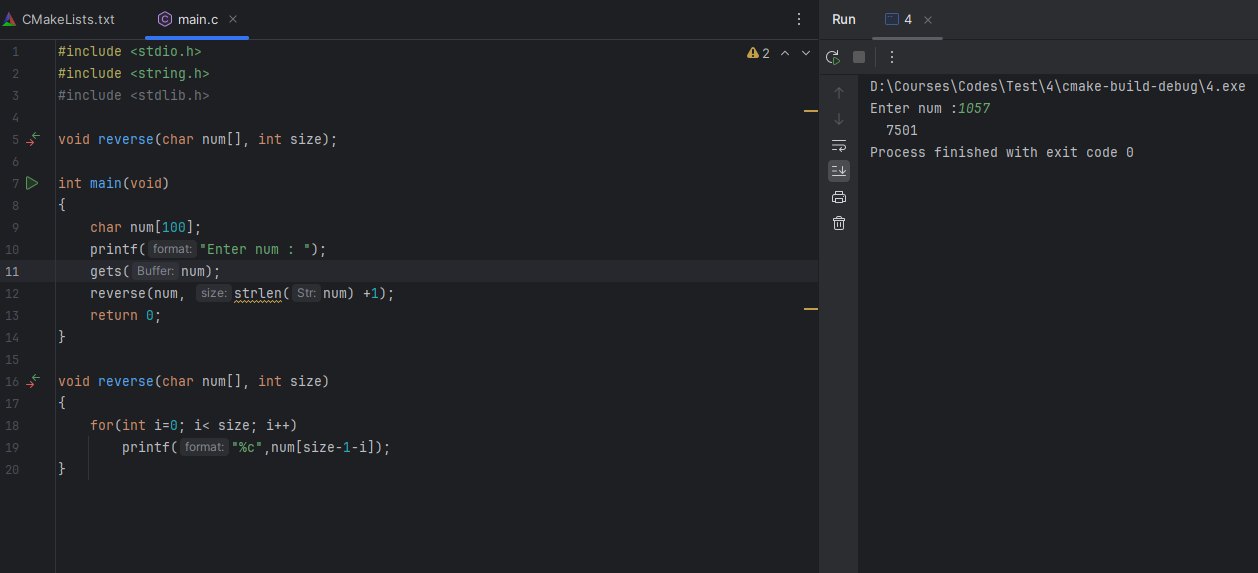 CMakeLists.txt
main.c
Run
4
2
1 #include <stdio.h>
2 #include <string.h>
3 #include <stdlib.h>
4
5 void reverse(char num[], int size);
6
7 int main(void)
8 {
9 char num[100];
10 printf( format: "Enter num : ");
11 gets( Buffer: num);
12 reverse(num, size: strlen( Str: num) +1);
13 return 0;
14 }
15
16 void reverse(char num[], int size)
17 {
18 for(int i=0; i< size; i++)
19 printf( format: "%c",num[size-1-i]);
20 }
D:\Courses\Codes\Test\4\cmake-build-debug\4.exe
Enter num :1057
7501
Process finished with exit code 0